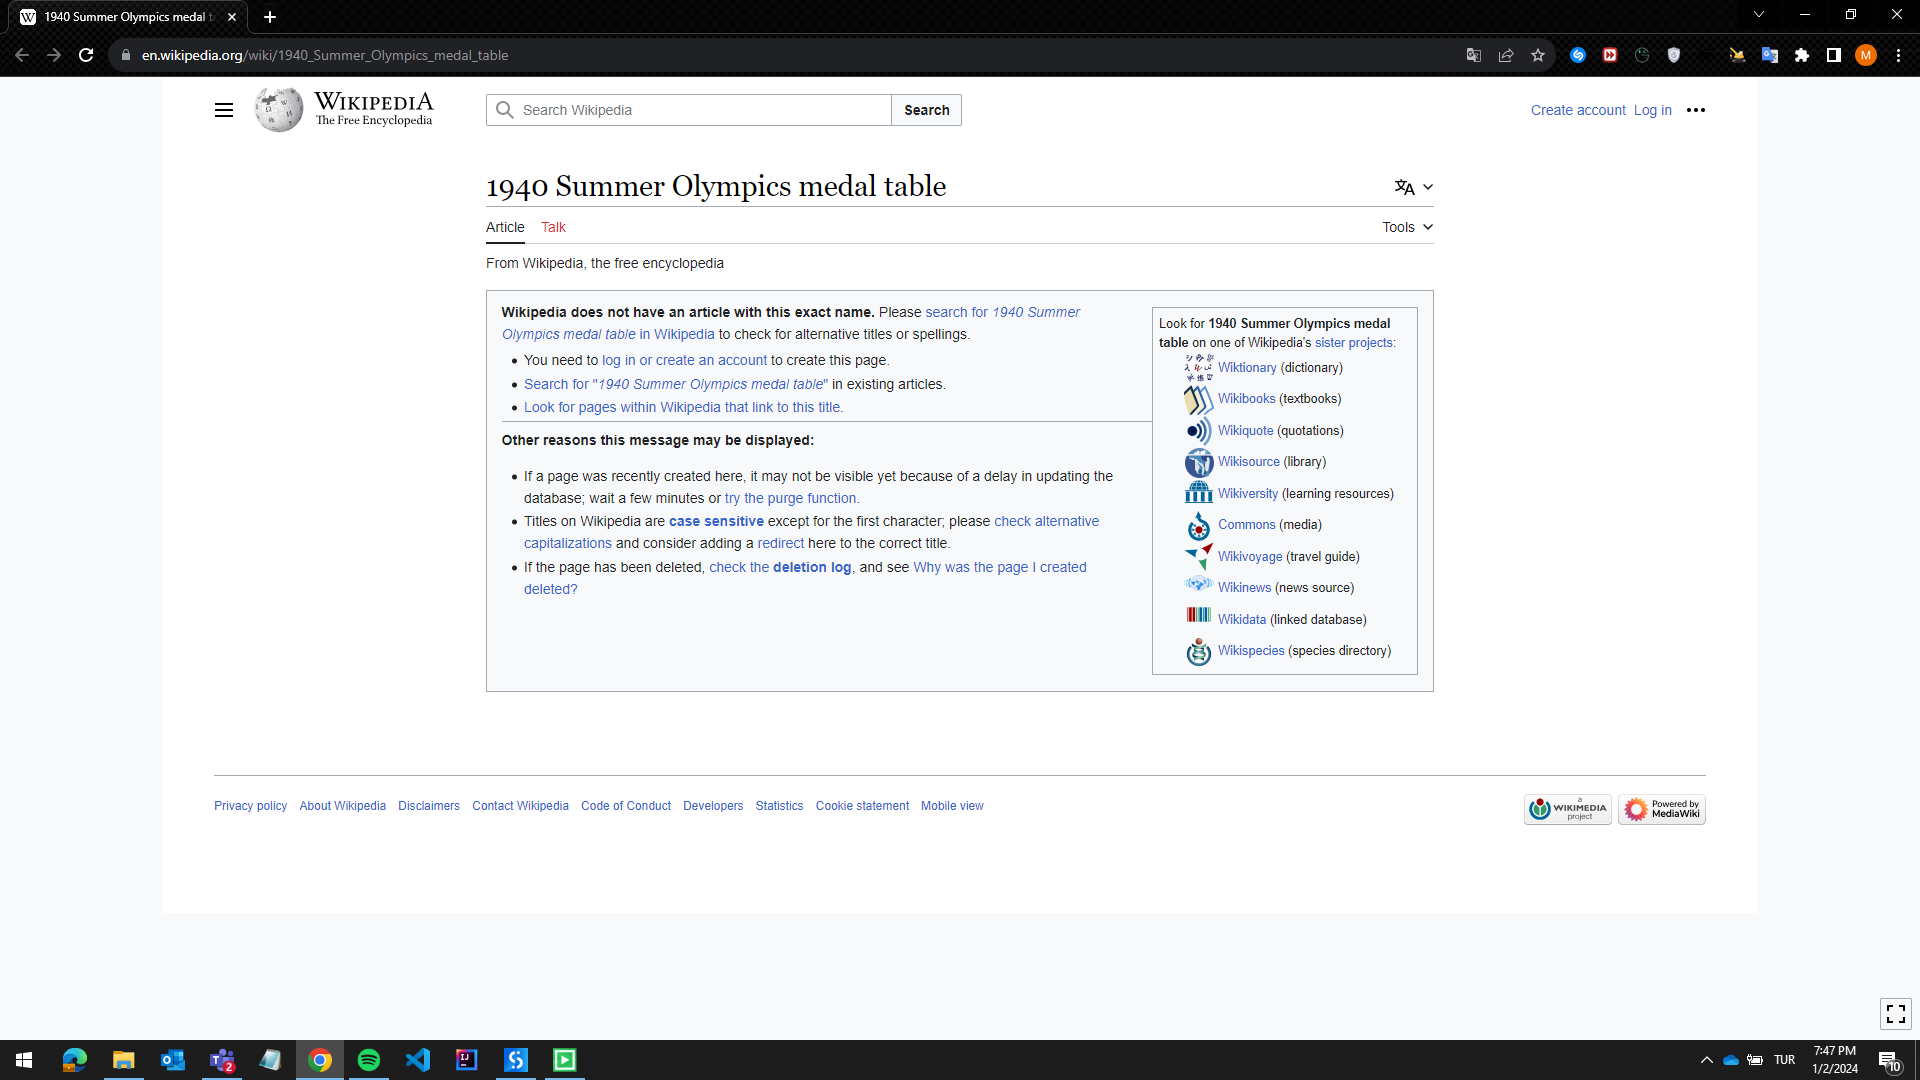 1940 Summer Olympics medal t
en.wikipedia.org/wiki/1940_Summer_Olympics_medal_table
M
WIKIPEDIA
The Free Encyclopedia
Search Wikipedia
Search
Create account Log in
1940 Summer Olympics medal table
Article Talk
Tools
From Wikipedia, the free encyclopedia
Wikipedia does not have an article with this exact name. Please search for 1940 Summer
Olympics medal table in Wikipedia to check for alternative titles or spellings.
• You need to log in or create an account to create this page.
• Search for "1940 Summer Olympics medal table" in existing articles.
• Look for pages within Wikipedia that link to this title.
Other reasons this message may be displayed:
• If a page was recently created here, it may not be visible yet because of a delay in updating the
database; wait a few minutes or try the purge function.
• Titles on Wikipedia are case sensitive except for the first character; please check alternative
capitalizations and consider adding a redirect here to the correct title.
• If the page has been deleted, check the deletion log, and see Why was the page I created
deleted?
Look for 1940 Summer Olympics medal
table on one of Wikipedia's sister projects:
Wiktionary (dictionary)
Wikibooks (textbooks)
Wikiquote (quotations)
Wikisource (library)
Wikiversity (learning resources)
Commons (media)
Wikivoyage (travel guide)
Wikinews (news source)
Wikidata (linked database)
Wikispecies (species directory)
Privacy policy About Wikipedia Disclaimers Contact Wikipedia Code of Conduct Developers Statistics Cookie statement Mobile view
a
WIKIMEDIA
project
Powered by
MediaWiki
2
TUR
7:47 PM
1/2/2024
10